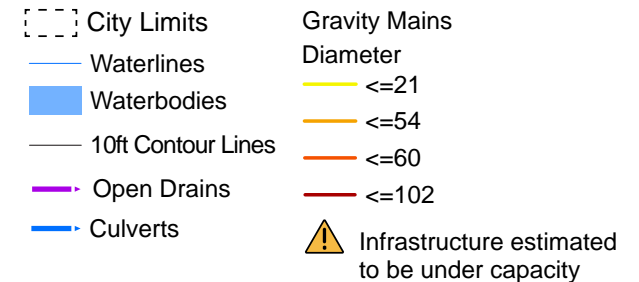 City Limits
Waterlines
Waterbodies
10ft Contour Lines
Open Drains
Culverts
Gravity Mains
Diameter
<=21
<=54
<=60
<=102
Infrastructure estimated
to be under capacity